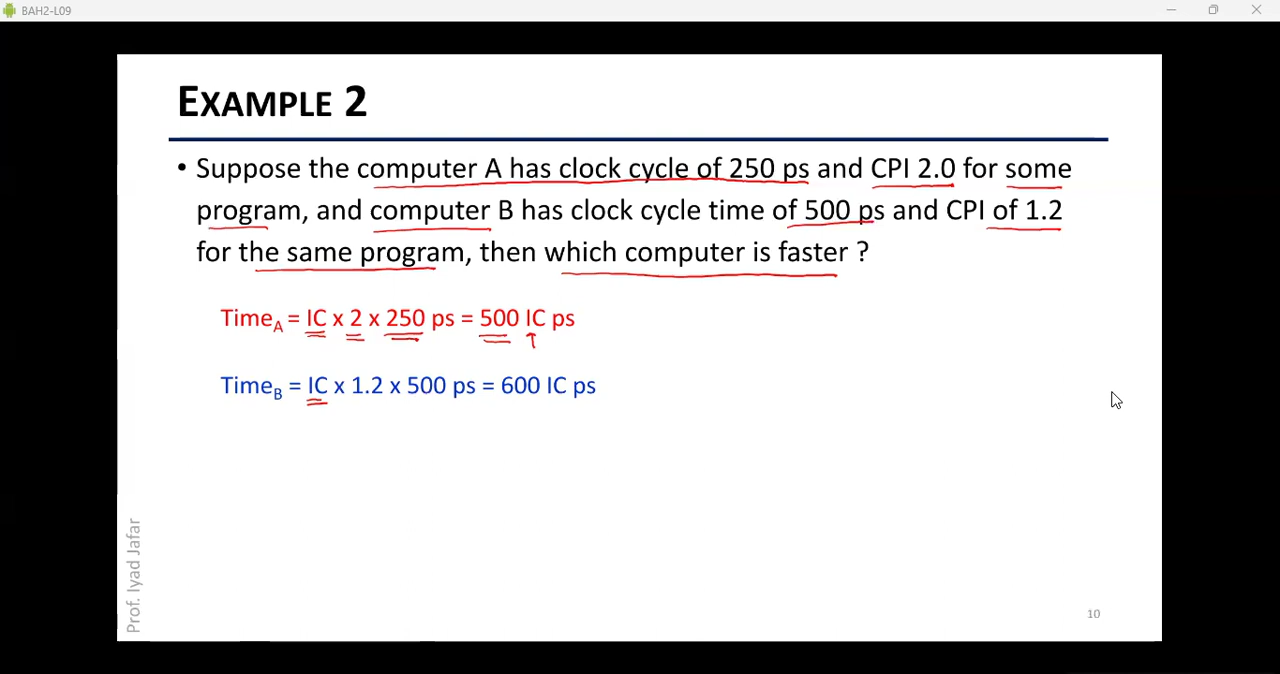 BAH2-L09
EXAMPLE 2
• Suppose the computer A has clock cycle of 250 ps and CPI 2.0 for some
program, and computer B has clock cycle time of 500 ps and CPI of 1.2
for the same program, then which computer is faster ?
TimeA = IC x 2 x 250 ps = 500 IC ps
TimeB = IC x 1.2 x 500 ps = 600 IC ps
Prof. Iyad Jafar
10